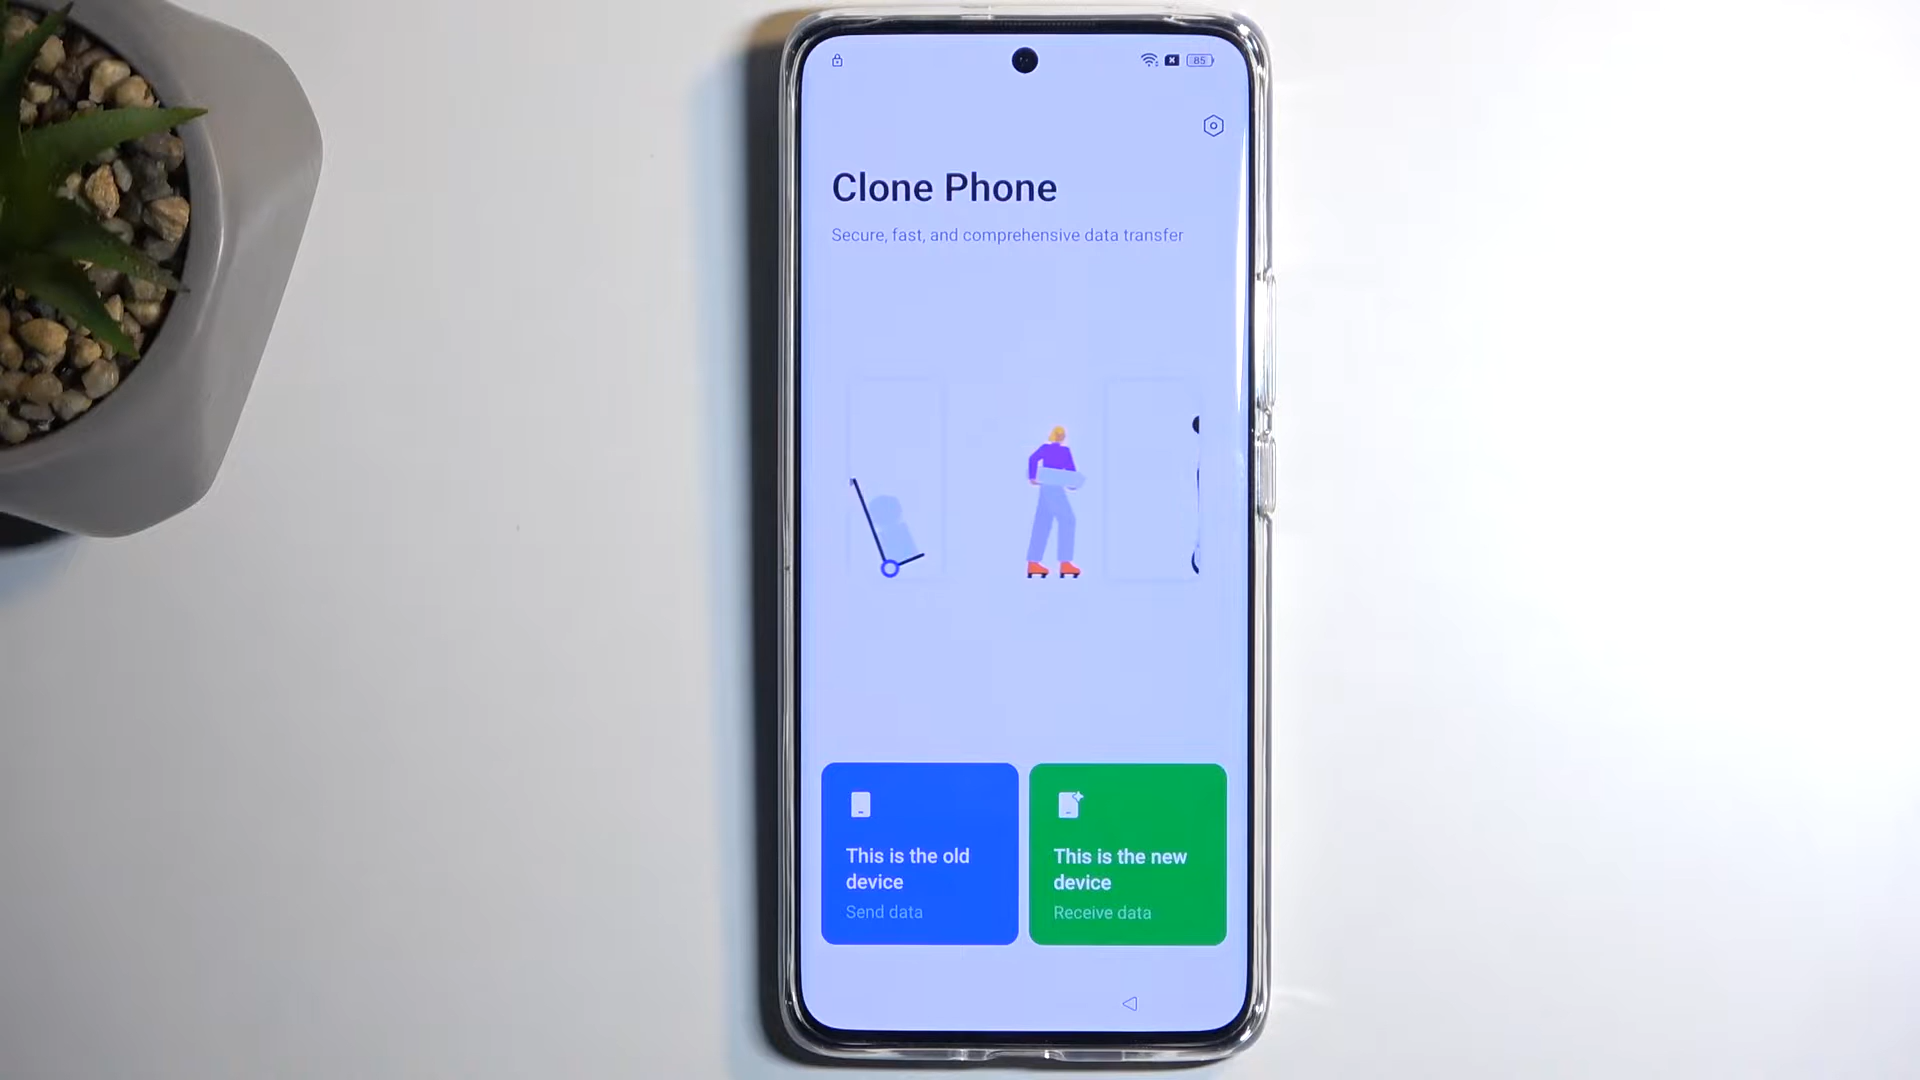 85
Clone Phone
Secure, fast, and comprehensive data transfer
This is the old
device
Send data
This is the new
device
Receive data